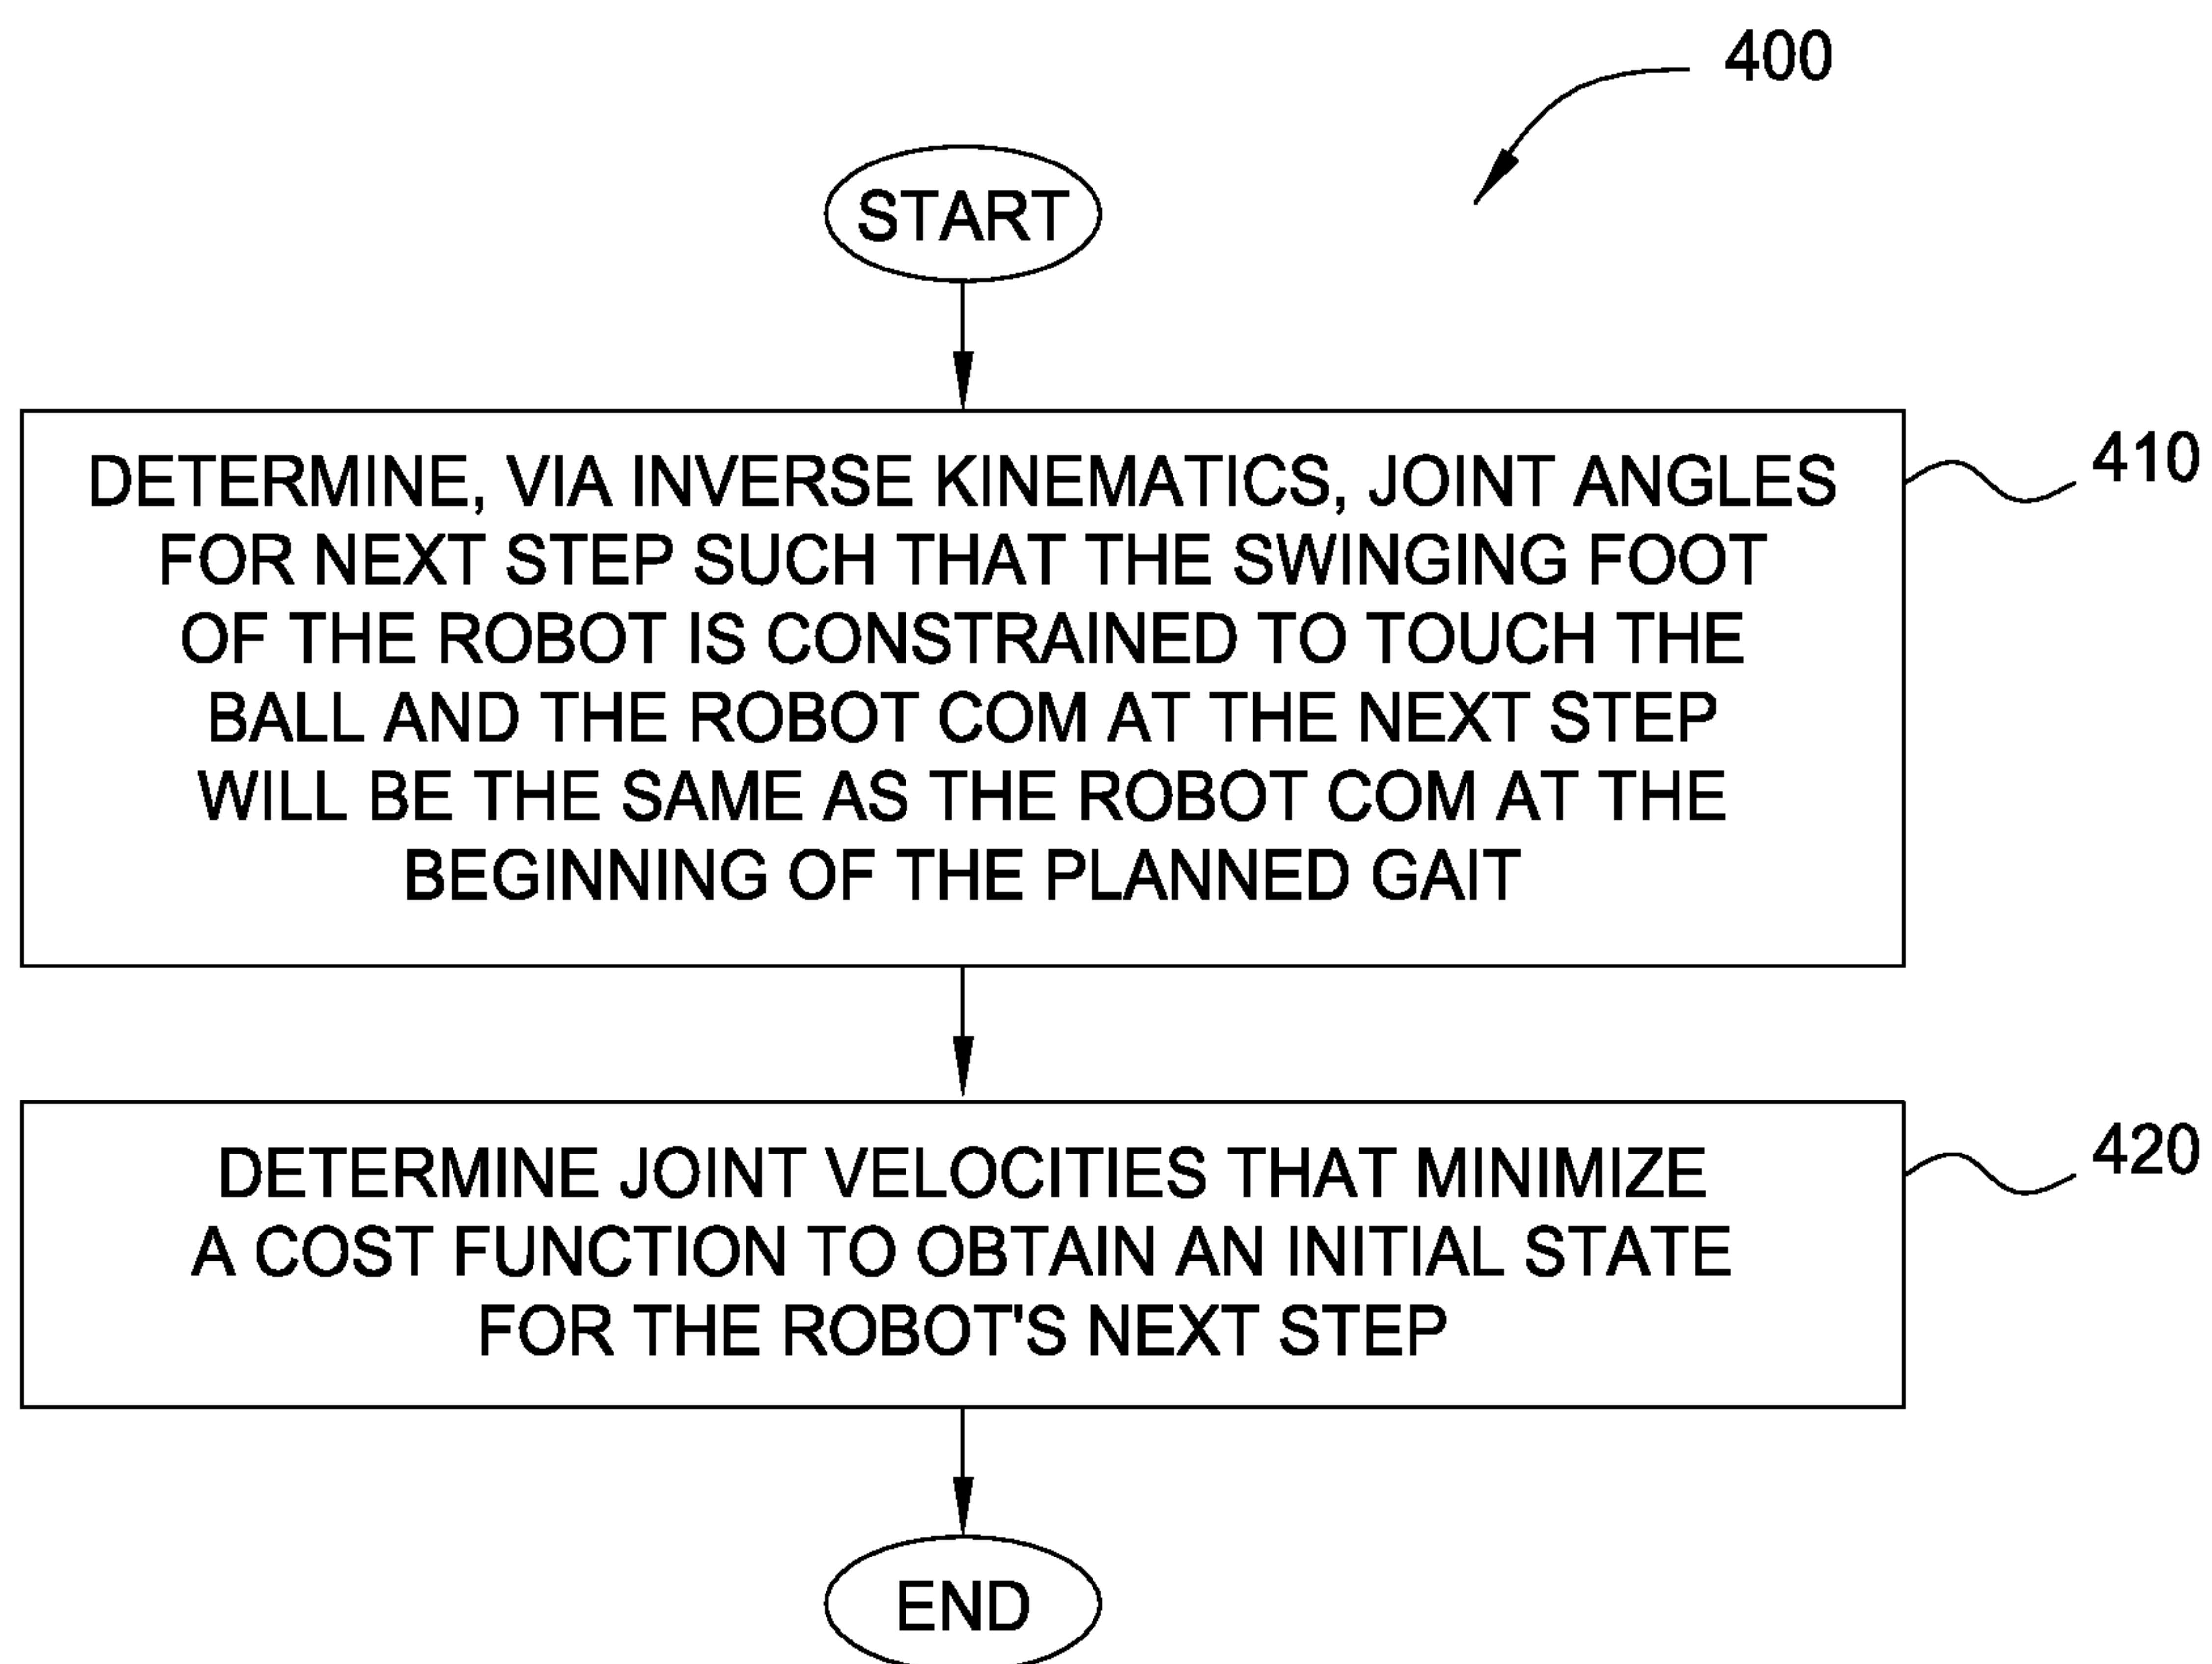 400
START
DETERMINE, VIA INVERSE KINEMATICS, JOINT ANGLES
FOR NEXT STEP SUCH THAT THE SWINGING FOOT
OF THE ROBOT IS CONSTRAINED TO TOUCH THE
BALL AND THE ROBOT COM AT THE NEXT STEP
WILL BE THE SAME AS THE ROBOT COM AT THE
BEGINNING OF THE PLANNED GAIT
410
DETERMINE JOINT VELOCITIES THAT MINIMIZE
A COST FUNCTION TO OBTAIN AN INITIAL STATE
FOR THE ROBOT'S NEXT STEP
420
END